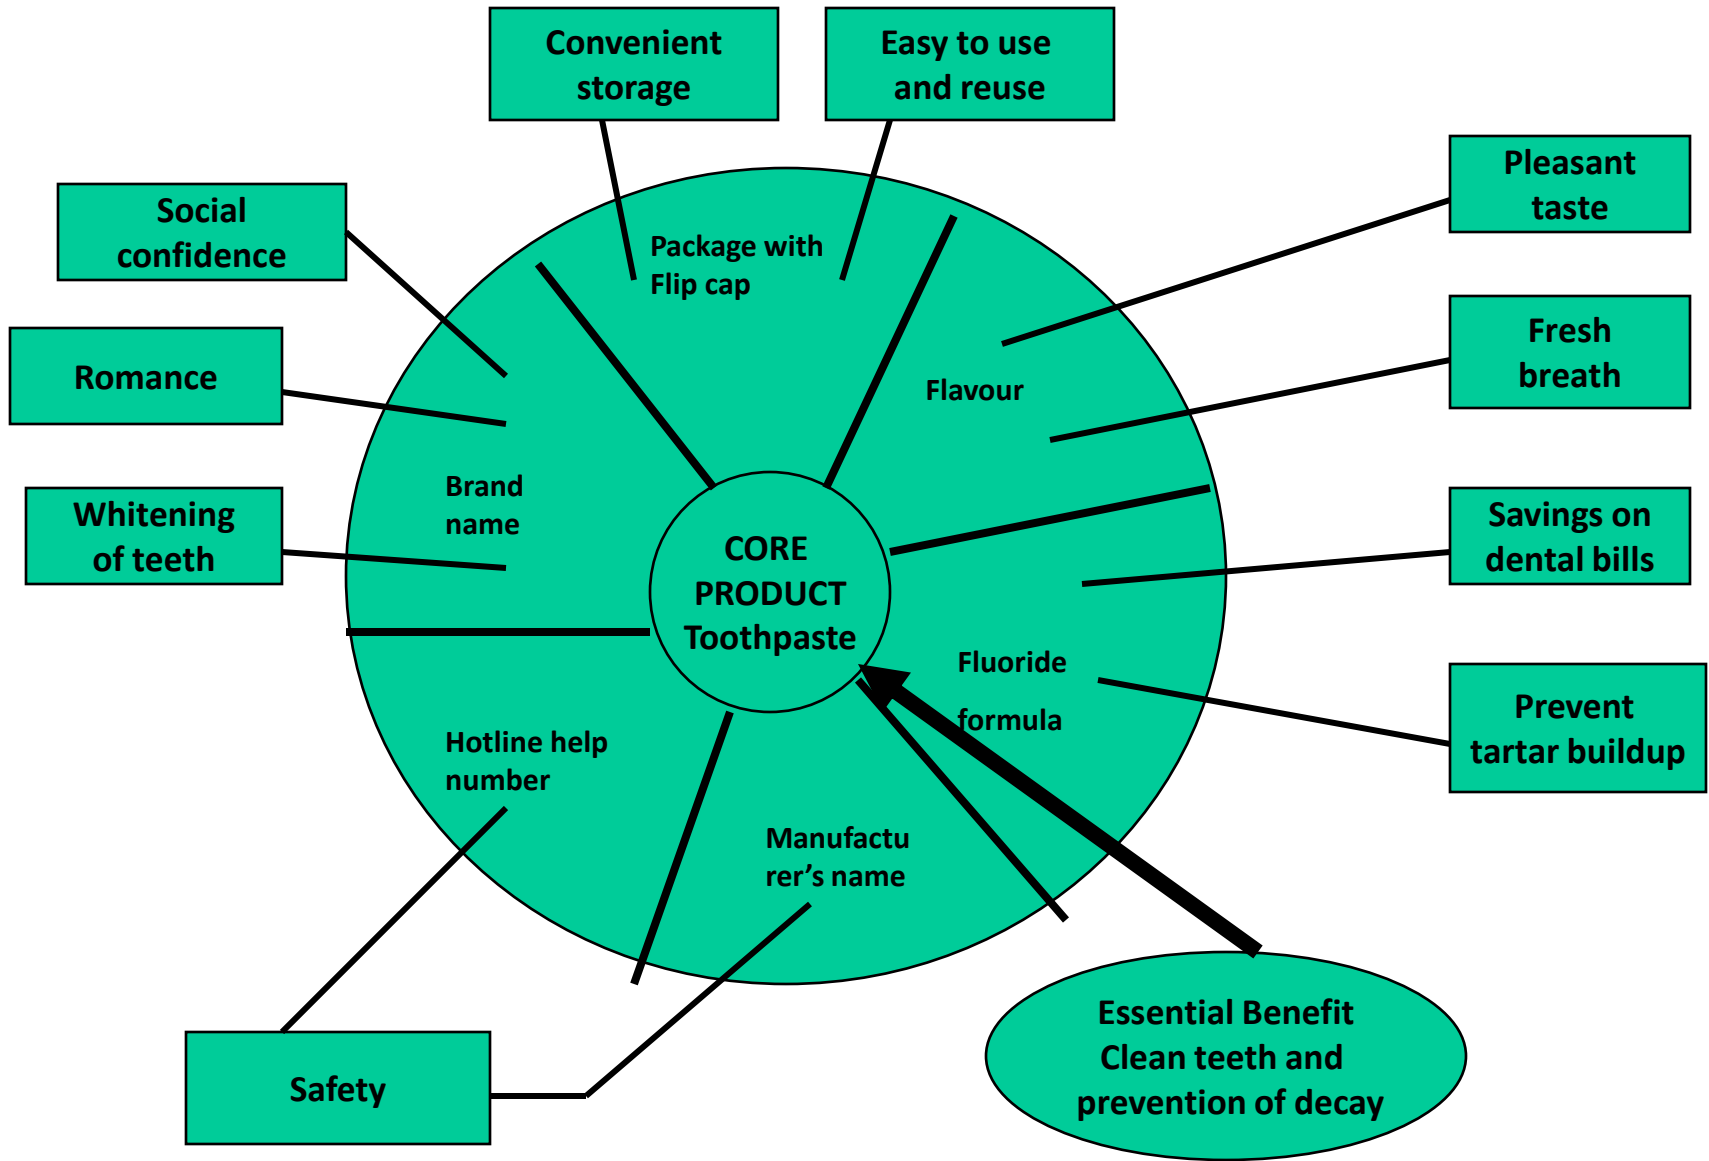 Convenient
storage
Easy to use
and reuse
Pleasant
taste
Social
confidence
Package with
Flip cap
Fresh
breath
Romance
Flavour
Brand
name
Whitening
of teeth
CORE
PRODUCT
Toothpaste
Savings on
dental bills
Fluoride
formula
Prevent
tartar buildup
Hotline help
number
Manufactu
rer’s name
Safety
Essential Benefit
Clean teeth and
prevention of decay